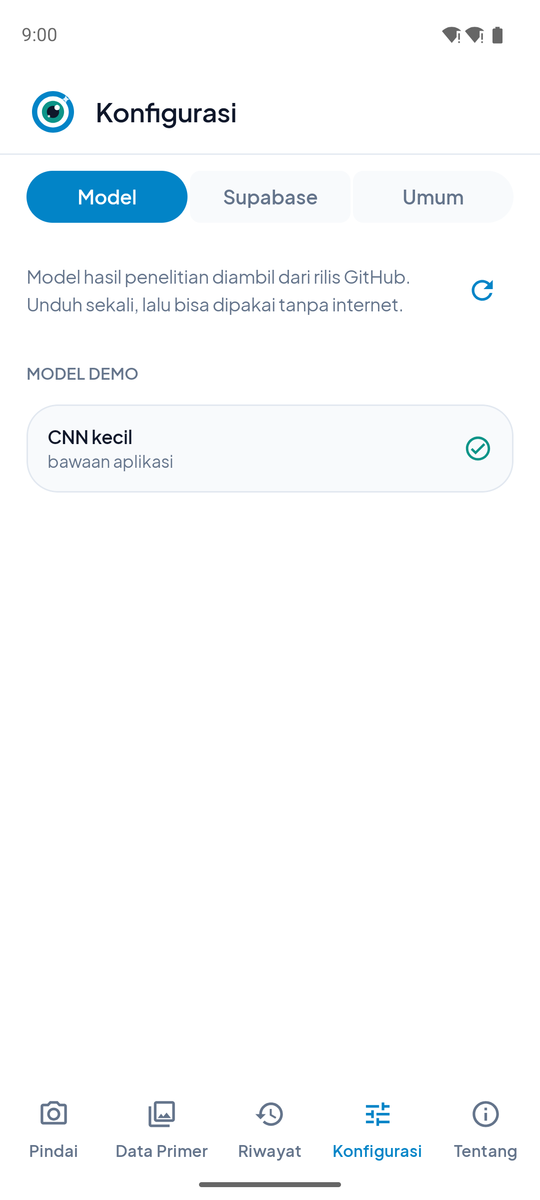 9:00
Konfigurasi
Model
Supabase
Umum
Model hasil penelitian diambil dari rilis GitHub.
Unduh sekali, lalu bisa dipakai tanpa internet.
MODEL DEMO
CNN kecil
bawaan aplikasi
Pindai
Data Primer
Riwayat
Konfigurasi
Tentang